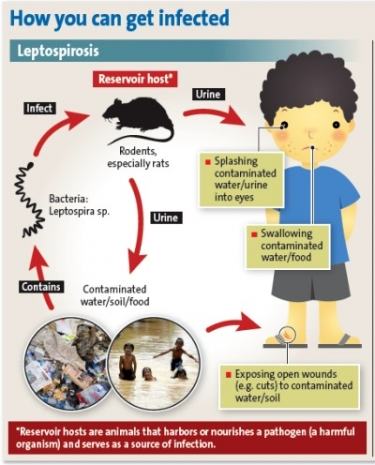 How you can get infected
Leptospirosis
Reservoir host*
Urine
Infect
Rodents,
especially rats
Bacteria:
Leptospira sp.
Urine
Contains
Contaminated
water/soil/food
Splashing
contaminated
water/urine
into eyes
Swallowing
contaminated
water/food
Exposing open wounds
(e.g. cuts) to contaminated
water/soil
*Reservoir hosts are animals that harbors or nourishes a pathogen (a harmful
organism) and serves as a source of infection.